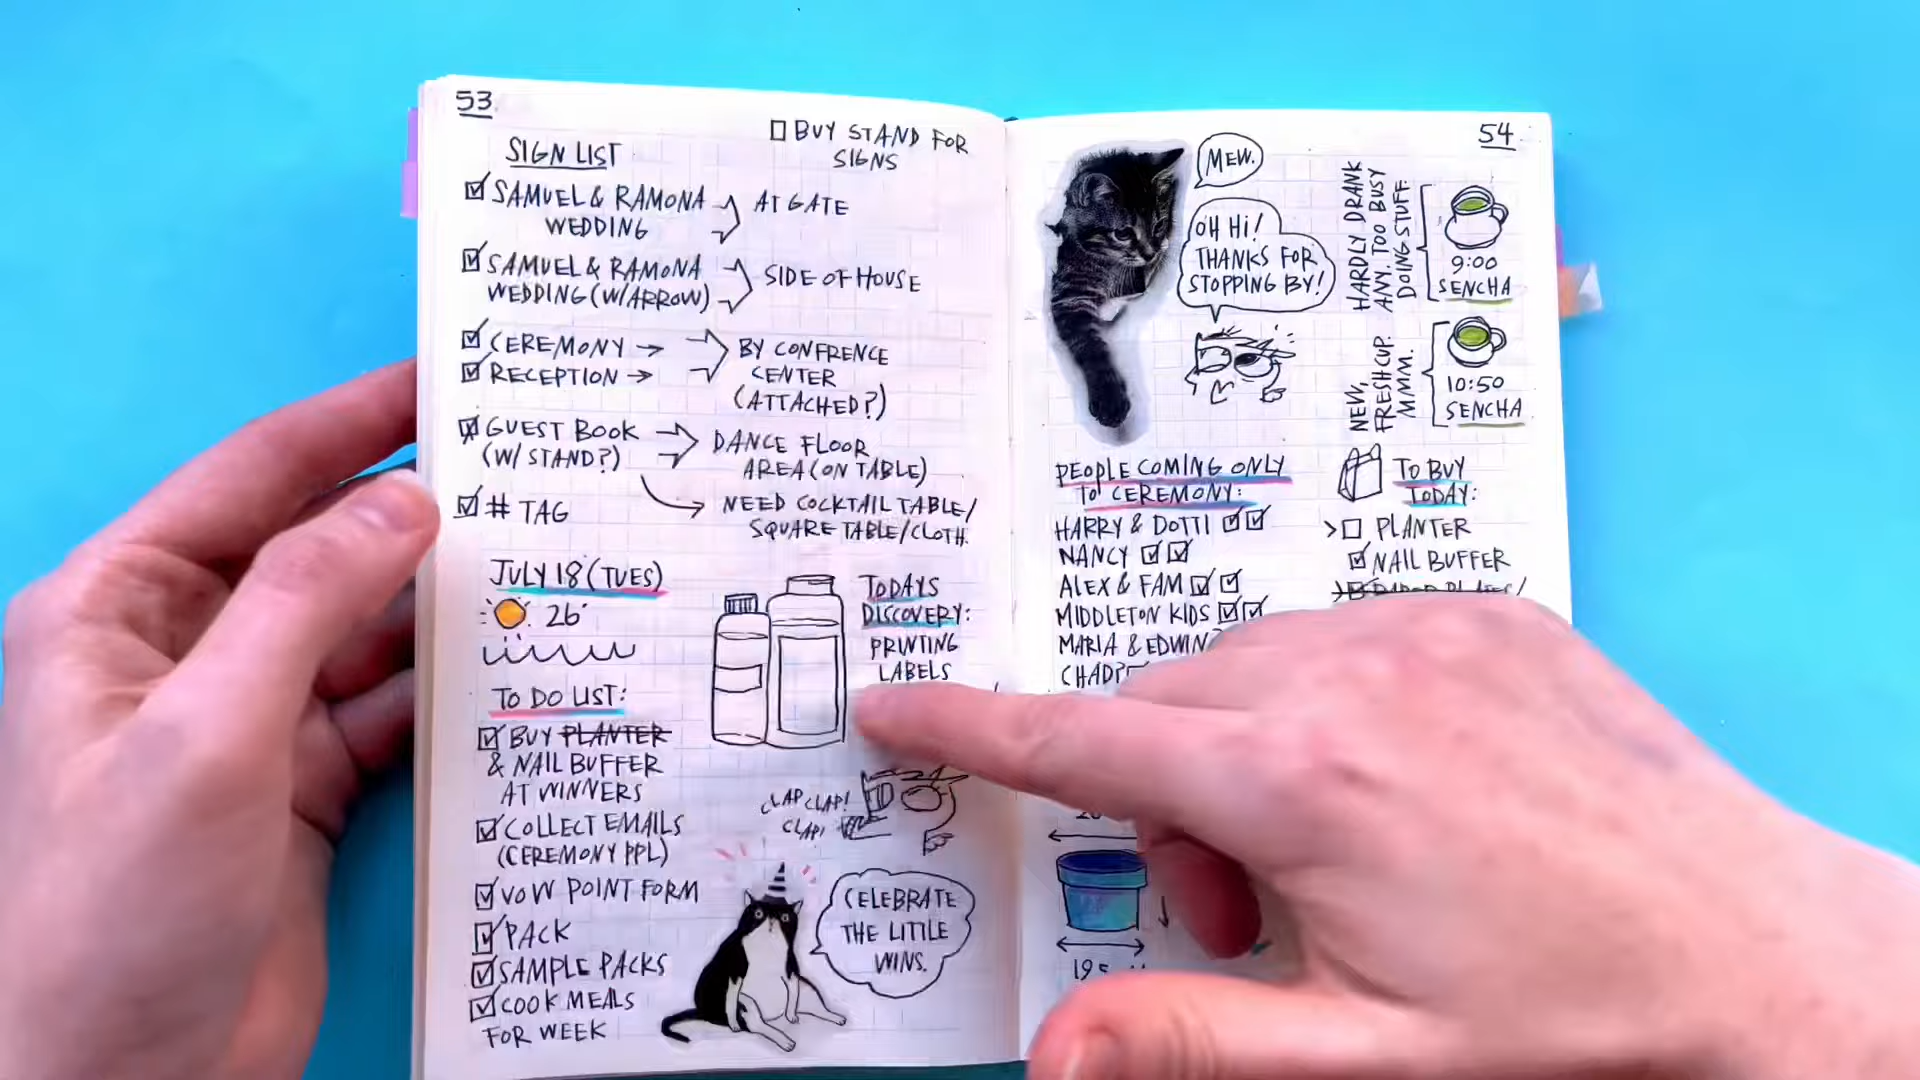 53
□ BUY STAND FOR
SIGNS
SIGN LIST
☑ SAMUEL & RAMONA
WEDDING
AT GATE
☑ SAMUEL & RAMONA
WEDDING (W/ARROW)
SIDE OF HOUSE
☑ CEREMONY →
☑ RECEPTION →
BY CONFRENCE
CENTER
(ATTACHED?)
☑ GUEST BOOK
(W/ STAND?)
DANCE FLOOR
AREA (ON TABLE)
NEED COCKTAIL TABLE/
SQUARE TABLE/CLOTH.
☑ # TAG
JULY 18 (TUES)
26°
TO DO LIST:
☑ BUY PLANTER
& NAIL BUFFER
AT WINNERS
☑ COLLECT EMAILS
(CEREMONY PPL)
☑ VOW POINT FORM
☑ PACK
☑ SAMPLE PACKS
☑ COOK MEALS
FOR WEEK
TODAYS
DISCOVERY:
PRINTING
LABELS
CLAP CLAP!
CLAP!
CELEBRATE
THE LITTLE
WINS.
54
MEW.
OH HI!
THANKS FOR
STOPPING BY!
HARDLY DRANK
ANY. TOO BUSY
DOING STUFF.
9:00
SENCHA
NEW,
FRESH CUP.
MMM.
10:50
SENCHA
PEOPLE COMING ONLY
TO CEREMONY:
HARRY & DOTTI ☑☑
NANCY ☑☑
ALEX & FAM ☑☑
MIDDLETON KIDS ☑☑
MARIA & EDWIN?
CHAD?
TO BUY
TODAY:
> □ PLANTER
☑ NAIL BUFFER